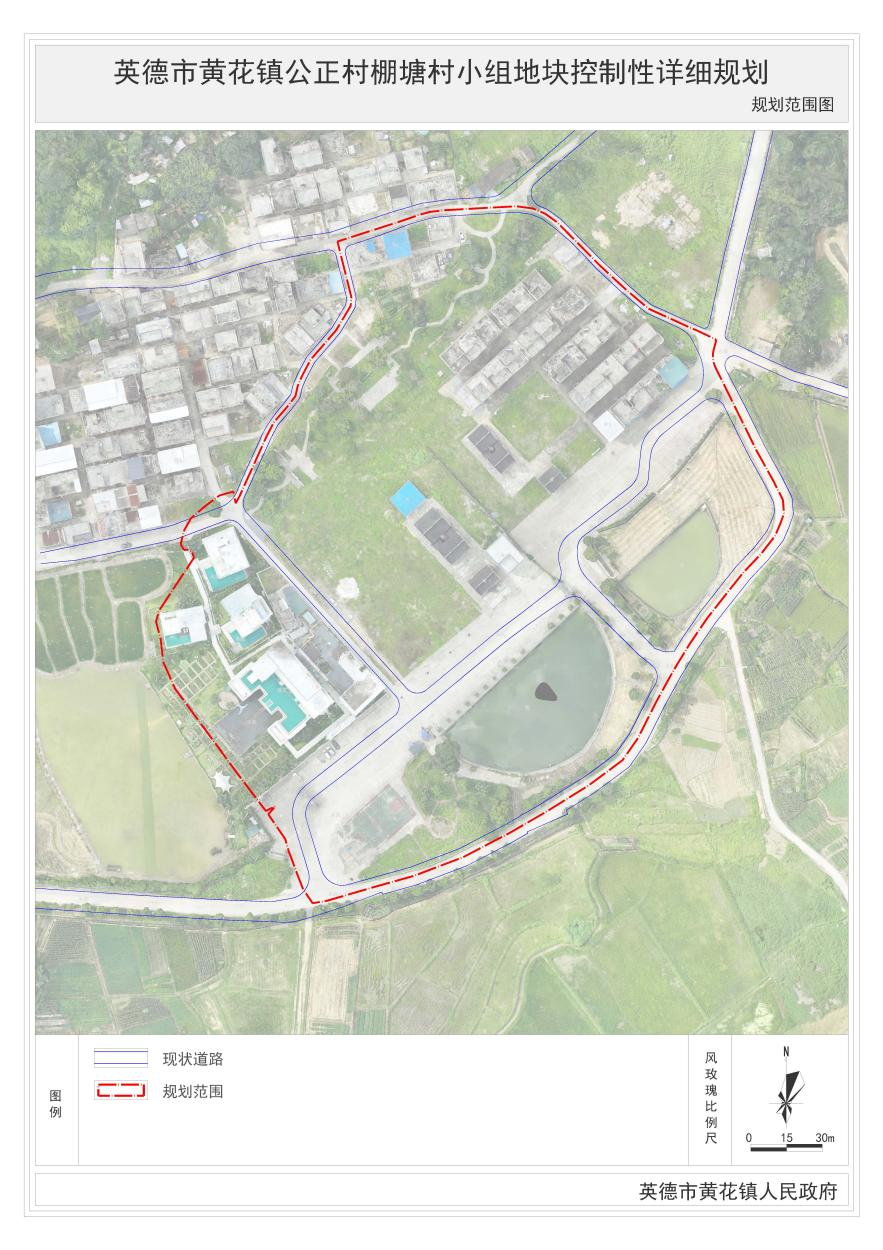 英德市黄花镇公正村棚塘村小组地块控制性详细规划
规划范围图
图例
现状道路
规划范围
风玫瑰比例尺
N
0 15 30m
英德市黄花镇人民政府